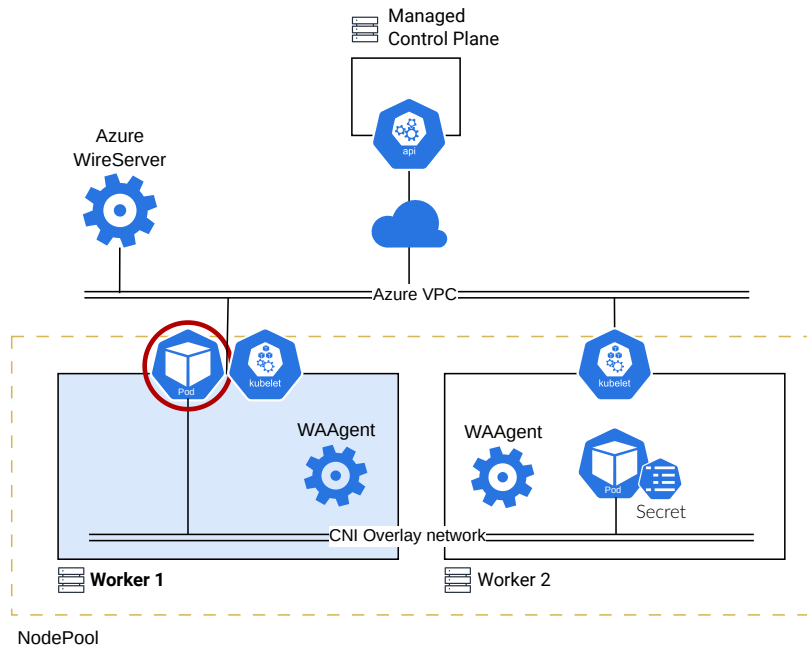 Managed
Control Plane
api
Azure
WireServer
Azure VPC
Pod
kubelet
kubelet
WAAgent
WAAgent
Pod
Secret
CNI Overlay network
Worker 1
Worker 2
NodePool